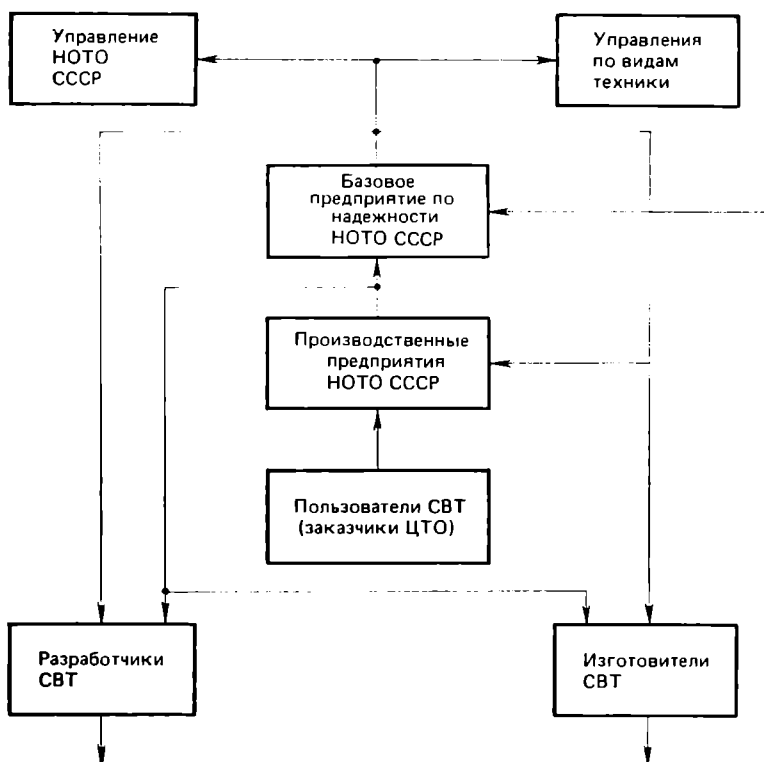 Управление
НОТО
СССР
Управления
по видам
техники
Базовое
предприятие по
надежности
НОТО СССР
Производственные
предприятия
НОТО СССР
Пользователи СВТ
(заказчики ЦТО)
Разработчики
СВТ
Изготовители
СВТ